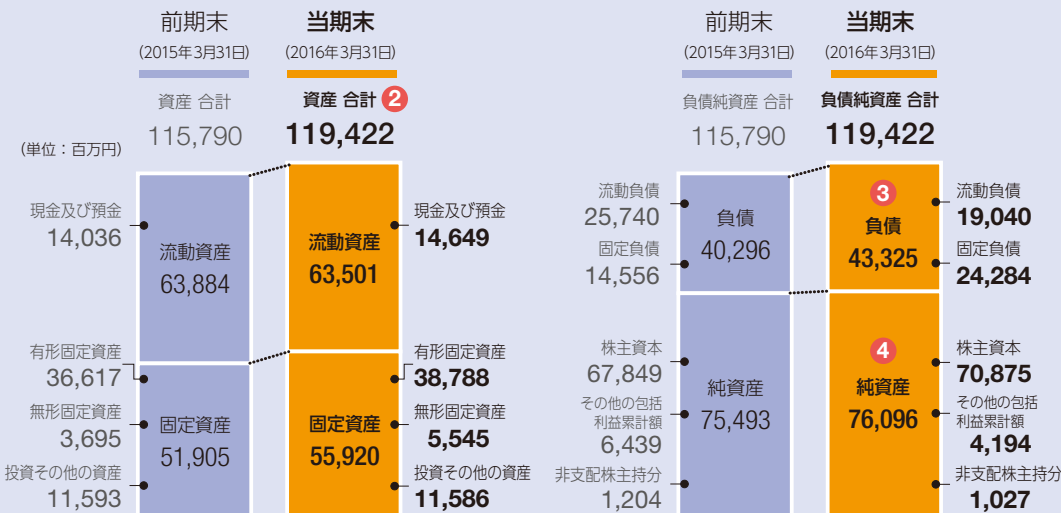 前期末
当期末
(2015年3月31日)
(2016年3月31日)
資産 合計
資産 合計 2
115,790
119,422
(単位：百万円)
現金及び預金
14,036
流動資産
63,884
流動資産
63,501
現金及び預金
14,649
有形固定資産
36,617
無形固定資産
3,695
投資その他の資産
11,593
固定資産
51,905
固定資産
55,920
有形固定資産
38,788
無形固定資産
5,545
投資その他の資産
11,586
前期末
当期末
(2015年3月31日)
(2016年3月31日)
負債純資産 合計
負債純資産 合計
115,790
119,422
流動負債
25,740
固定負債
14,556
負債
40,296
3
負債
43,325
流動負債
19,040
固定負債
24,284
株主資本
67,849
その他の包括
利益累計額
6,439
非支配株主持分
1,204
純資産
75,493
4
純資産
76,096
株主資本
70,875
その他の包括
利益累計額
4,194
非支配株主持分
1,027